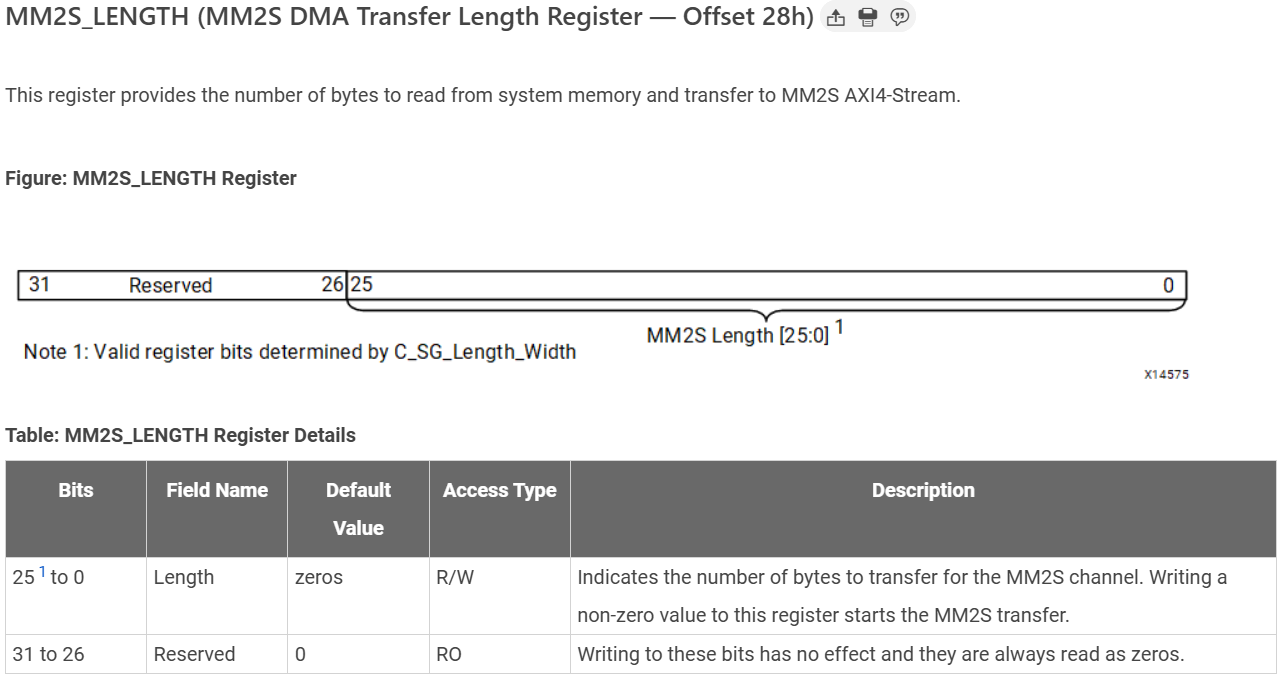 MM2S_LENGTH (MM2S DMA Transfer Length Register — Offset 28h)
This register provides the number of bytes to read from system memory and transfer to MM2S AXI4-Stream.
Figure: MM2S_LENGTH Register
31 Reserved 26 25 0
MM2S Length [25:0] 1
Note 1: Valid register bits determined by C_SG_Length_Width
X14575
Table: MM2S_LENGTH Register Details
Bits Field Name Default Value Access Type Description
25 1 to 0 Length zeros R/W Indicates the number of bytes to transfer for the MM2S channel. Writing a
non-zero value to this register starts the MM2S transfer.
31 to 26 Reserved 0 RO Writing to these bits has no effect and they are always read as zeros.